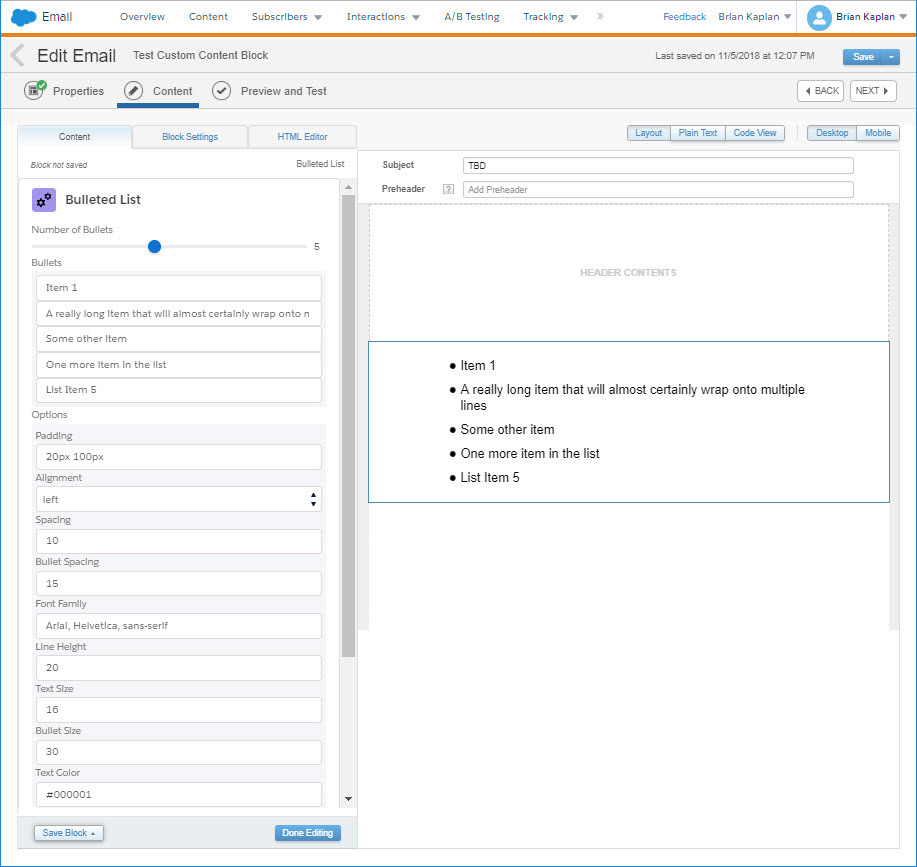 Email Overview Content Subscribers Interactions A/B Testing Tracking » Feedback Brian Kaplan Brian Kaplan
Edit Email Test Custom Content Block Last saved on 11/5/2018 at 12:07 PM Save
Properties Content Preview and Test BACK NEXT
Content Block Settings HTML Editor Layout Plain Text Code View Desktop Mobile
Block not saved Bulleted List
Subject TBD
Preheader ? Add Preheader
Bulleted List
Number of Bullets
5
Bullets
Item 1
A really long item that will almost certainly wrap onto n
Some other item
One more item in the list
List Item 5
Options
Padding
20px 100px
Alignment
left
Spacing
10
Bullet Spacing
15
Font Family
Arial, Helvetica, sans-serif
Line Height
20
Text Size
16
Bullet Size
30
Text Color
#000001
Save Block Done Editing
HEADER CONTENTS
● Item 1
● A really long item that will almost certainly wrap onto multiple
lines
● Some other item
● One more item in the list
● List Item 5